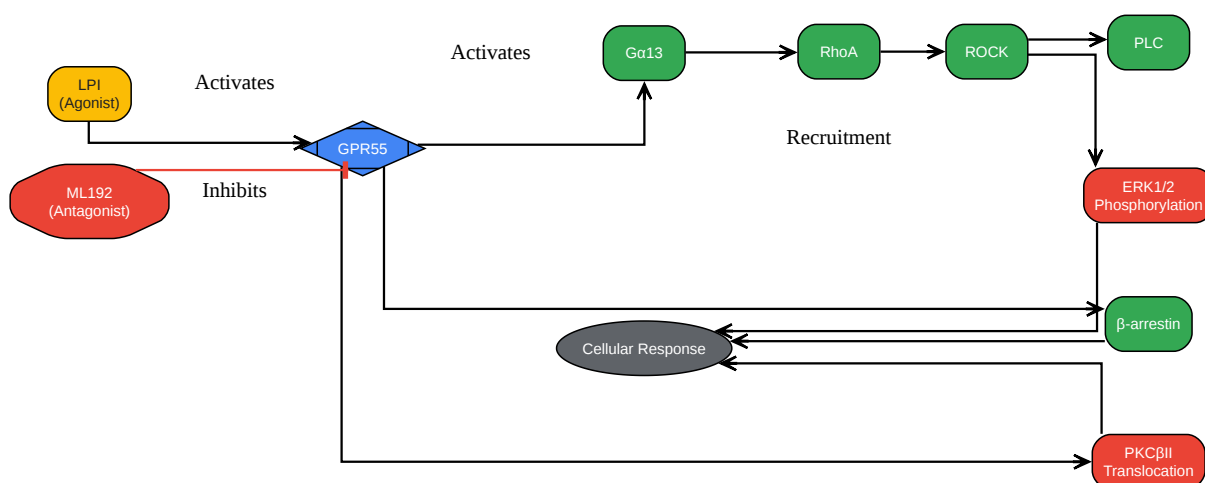 Activates
Gα13
RhoA
ROCK
PLC
LPI
(Agonist)
Activates
GPR55
Recruitment
ML192
(Antagonist)
Inhibits
ERK1/2
Phosphorylation
β-arrestin
Cellular Response
PKCβII
Translocation